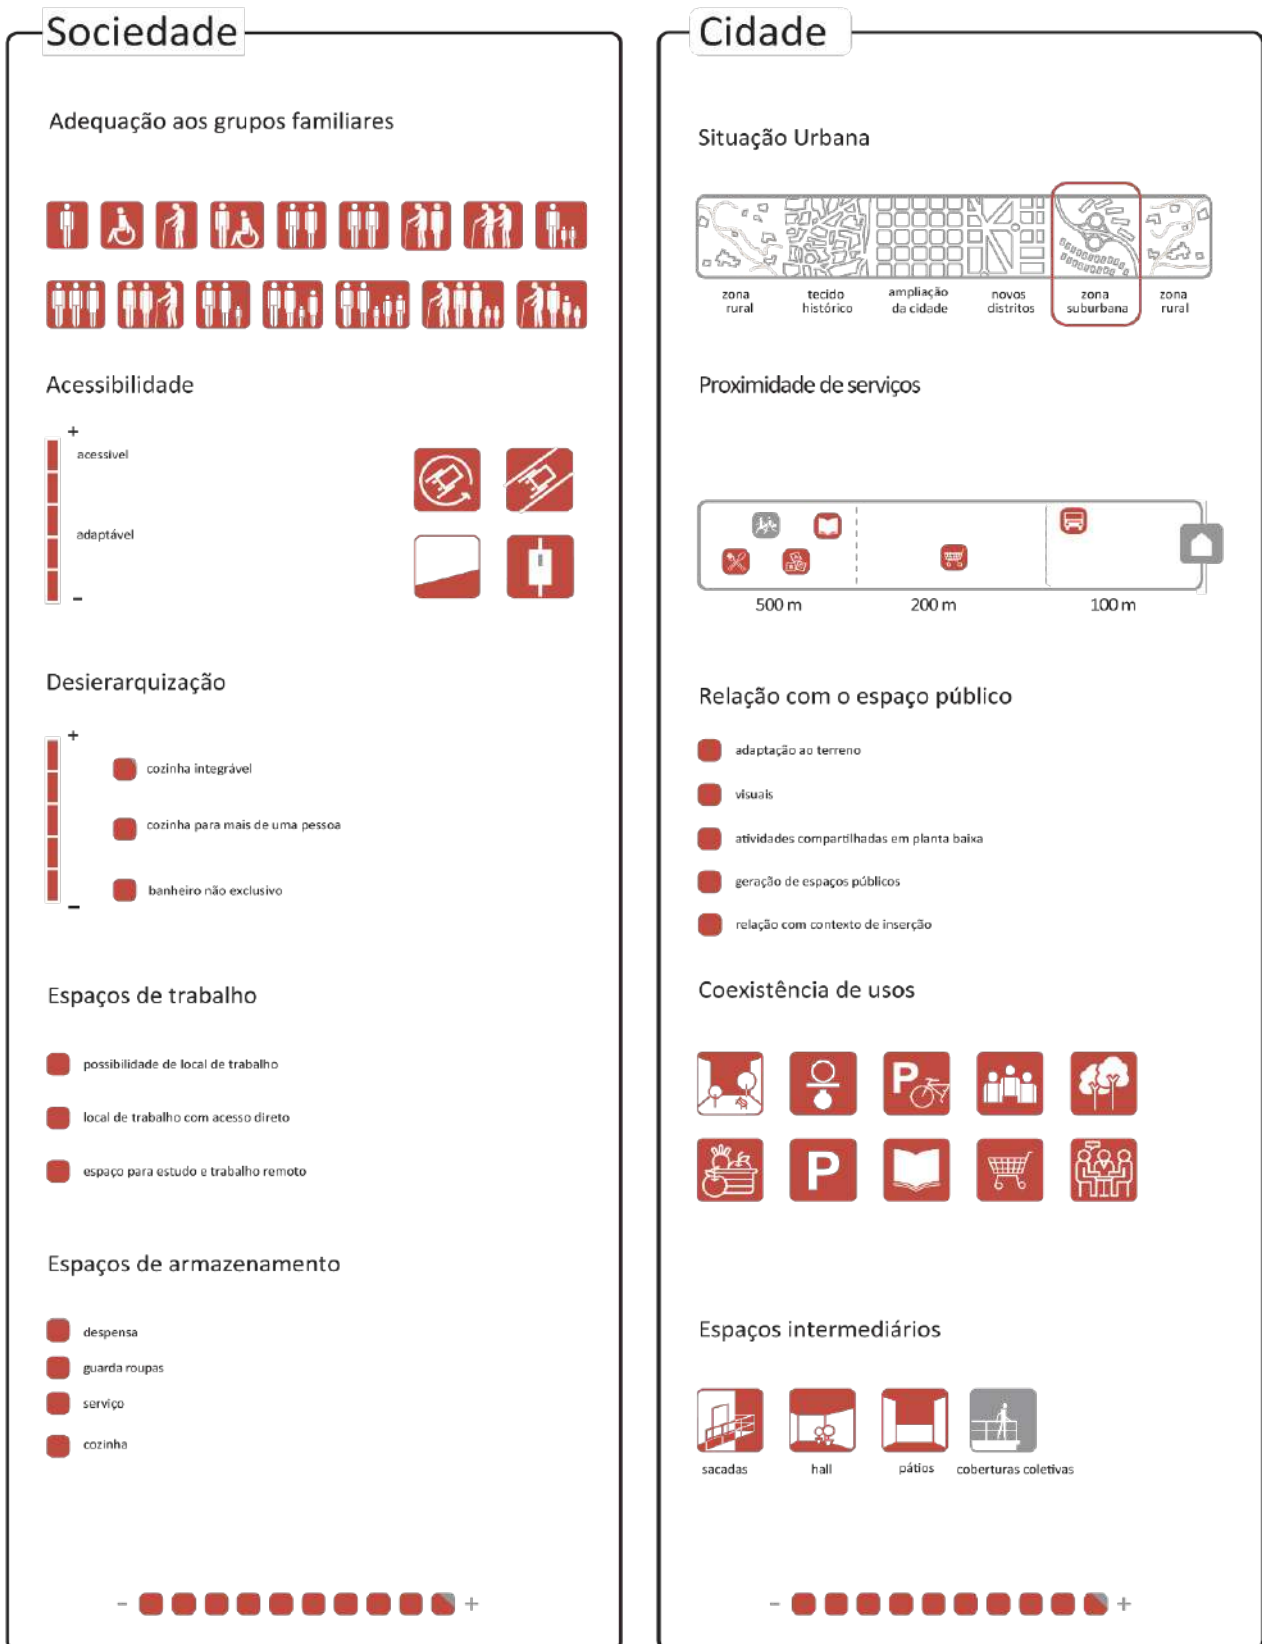 Sociedade
Adequação aos grupos familiares
Acessibilidade
+
acessível
adaptável
–
Desierarquização
+
cozinha integrável
cozinha para mais de uma pessoa
banheiro não exclusivo
–
Espaços de trabalho
possibilidade de local de trabalho
local de trabalho com acesso direto
espaço para estudo e trabalho remoto
Espaços de armazenamento
despensa
guarda roupas
serviço
cozinha
- +
Cidade
Situação Urbana
zona rural
tecido histórico
ampliação da cidade
novos distritos
zona suburbana
zona rural
Proximidade de serviços
500 m 200 m 100 m
Relação com o espaço público
adaptação ao terreno
visuais
atividades compartilhadas em planta baixa
geração de espaços públicos
relação com contexto de inserção
Coexistência de usos
P
P
Espaços intermediários
sacadas hall pátios coberturas coletivas
- +